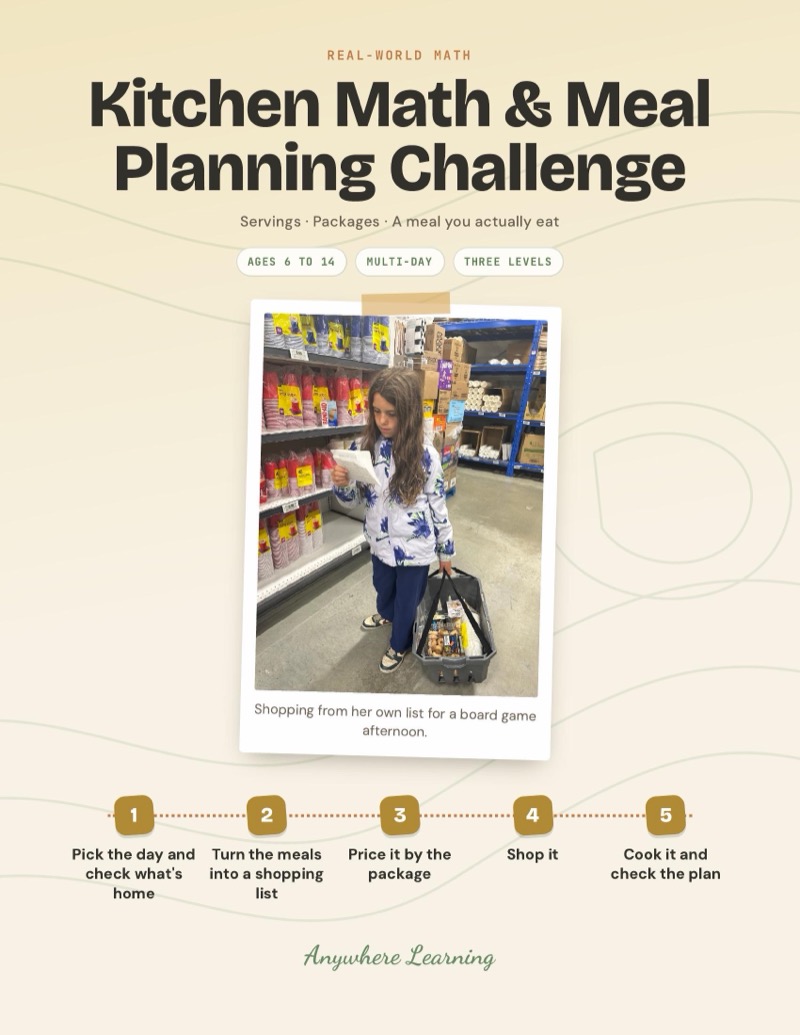 REAL-WORLD MATH
Kitchen Math & Meal
Planning Challenge
Servings · Packages · A meal you actually eat
AGES 6 TO 14
MULTI-DAY
THREE LEVELS
Shopping from her own list for a board game
afternoon.
1
2
3
4
5
Pick the day and
check what's
home
Turn the meals
into a shopping
list
Price it by the
package
Shop it
Cook it and
check the plan
Anywhere Learning